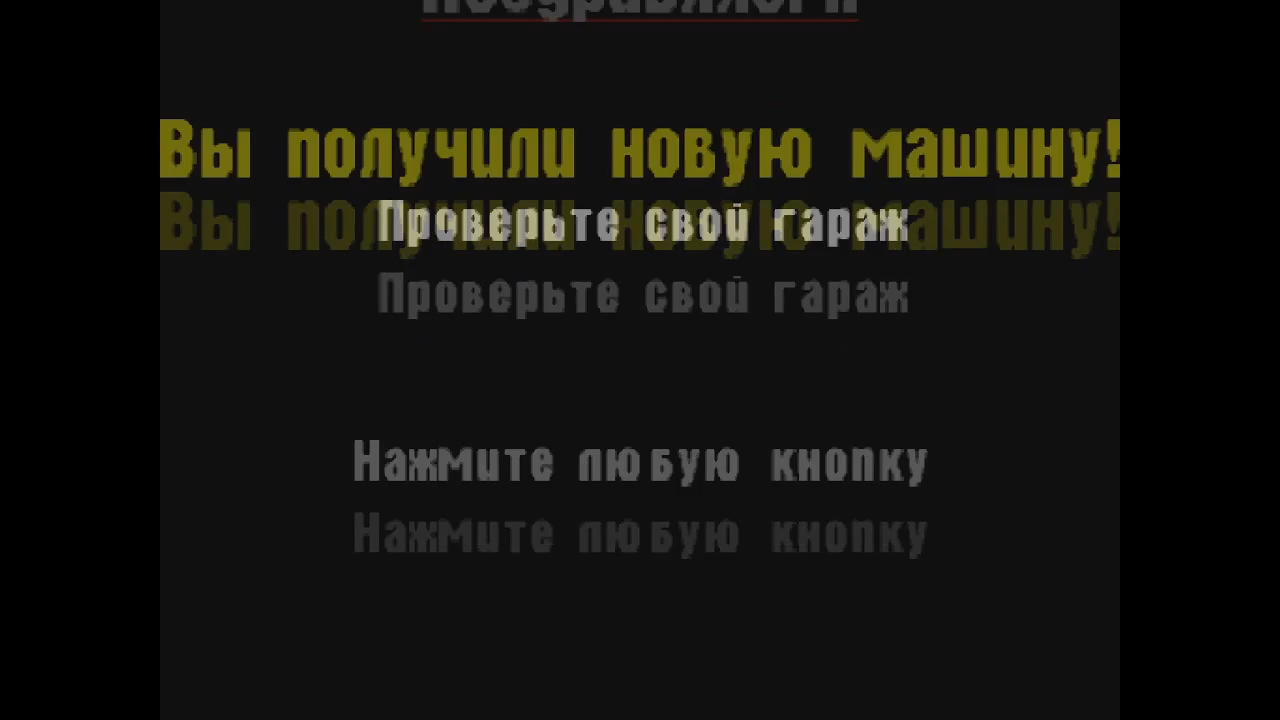 Вы получили новую машину!
Вы получили новую машину!
Проверьте свой гараж
Проверьте свой гараж
Нажмите любую кнопку
Нажмите любую кнопку